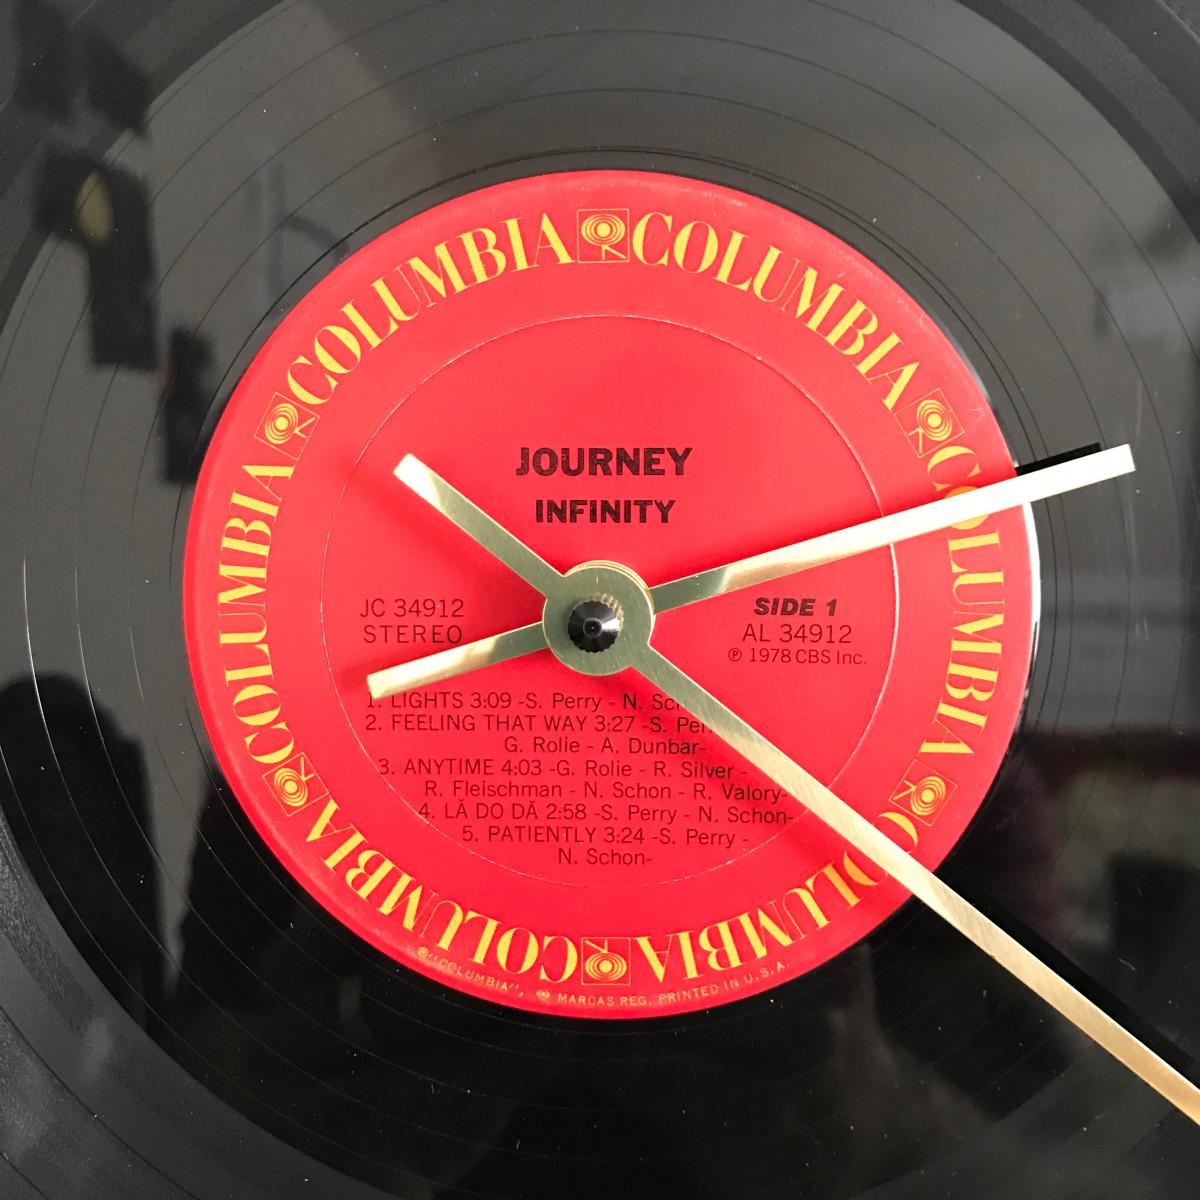 COLUMBIA COLUMBIA COLUMBIA COLUMBIA COLUMBIA COLUMBIA
JOURNEY
INFINITY
JC 34912
STEREO
SIDE 1
AL 34912
℗ 1978 CBS Inc.
1. LIGHTS 3:09 -S. Perry - N.
2. FEELING THAT WAY 3:27 -S.
G. Rolie - A. Dunbar-
3. ANYTIME 4:03 -G. Rolie - R. Silver -
R. Fleischman - N. Schon - R. Valory-
4. LĂ DO DĀ 2:58 -S. Perry - N. Schon-
5. PATIENTLY 3:24 -S. Perry -
N. Schon-
®"COLUMBIA", MARCAS REG. PRINTED IN U.S.A.